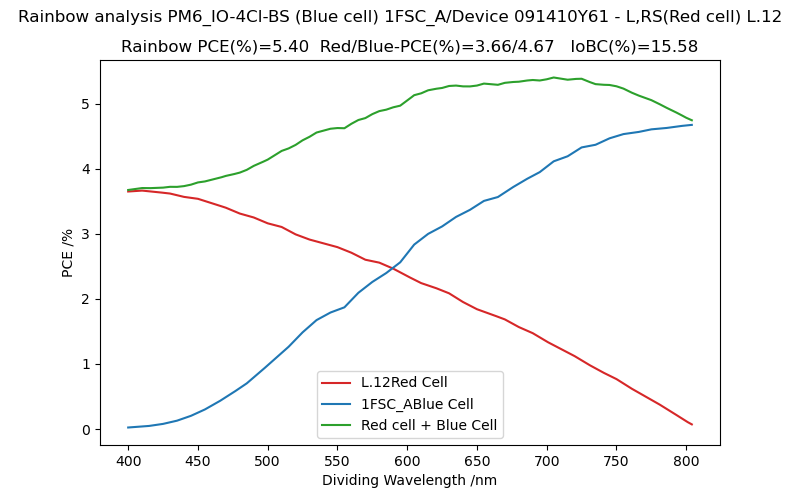 Rainbow analysis PM6_IO-4Cl-BS (Blue cell) 1FSC_A/Device 091410Y61 - L,RS(Red cell) L.12
Rainbow PCE(%)=5.40 Red/Blue-PCE(%)=3.66/4.67 IoBC(%)=15.58
PCE /%
5
4
3
2
1
0
L.12Red Cell
1FSC_ABlue Cell
Red cell + Blue Cell
400 450 500 550 600 650 700 750 800
Dividing Wavelength /nm